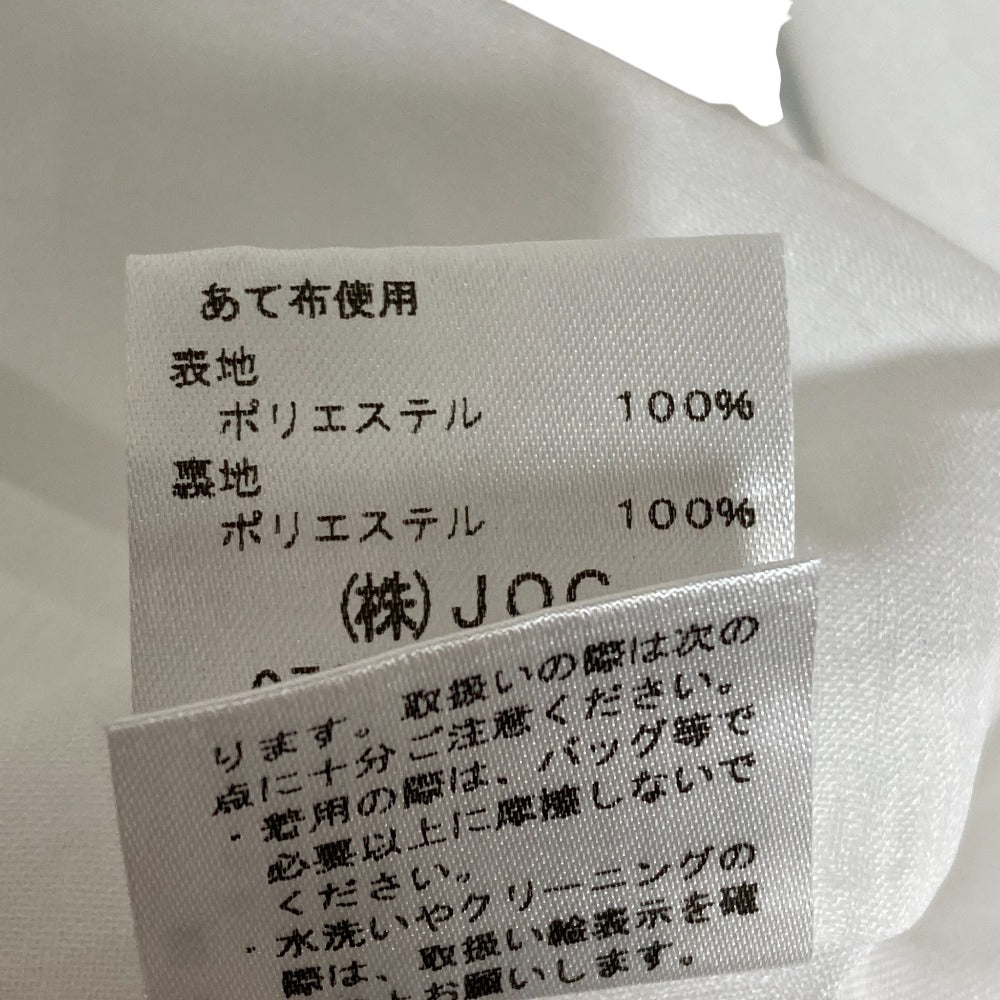 あて布使用
表地
ポリエステル 100%
裏地
ポリエステル 100%
(株)
ります。取扱いの際は次の
点に十分ご注意ください。
・着用の際は、バッグ等で
必要以上に摩擦しないで
ください。
・水洗いやクリーニングの
際は、取扱い絵表示を確
お願いします。